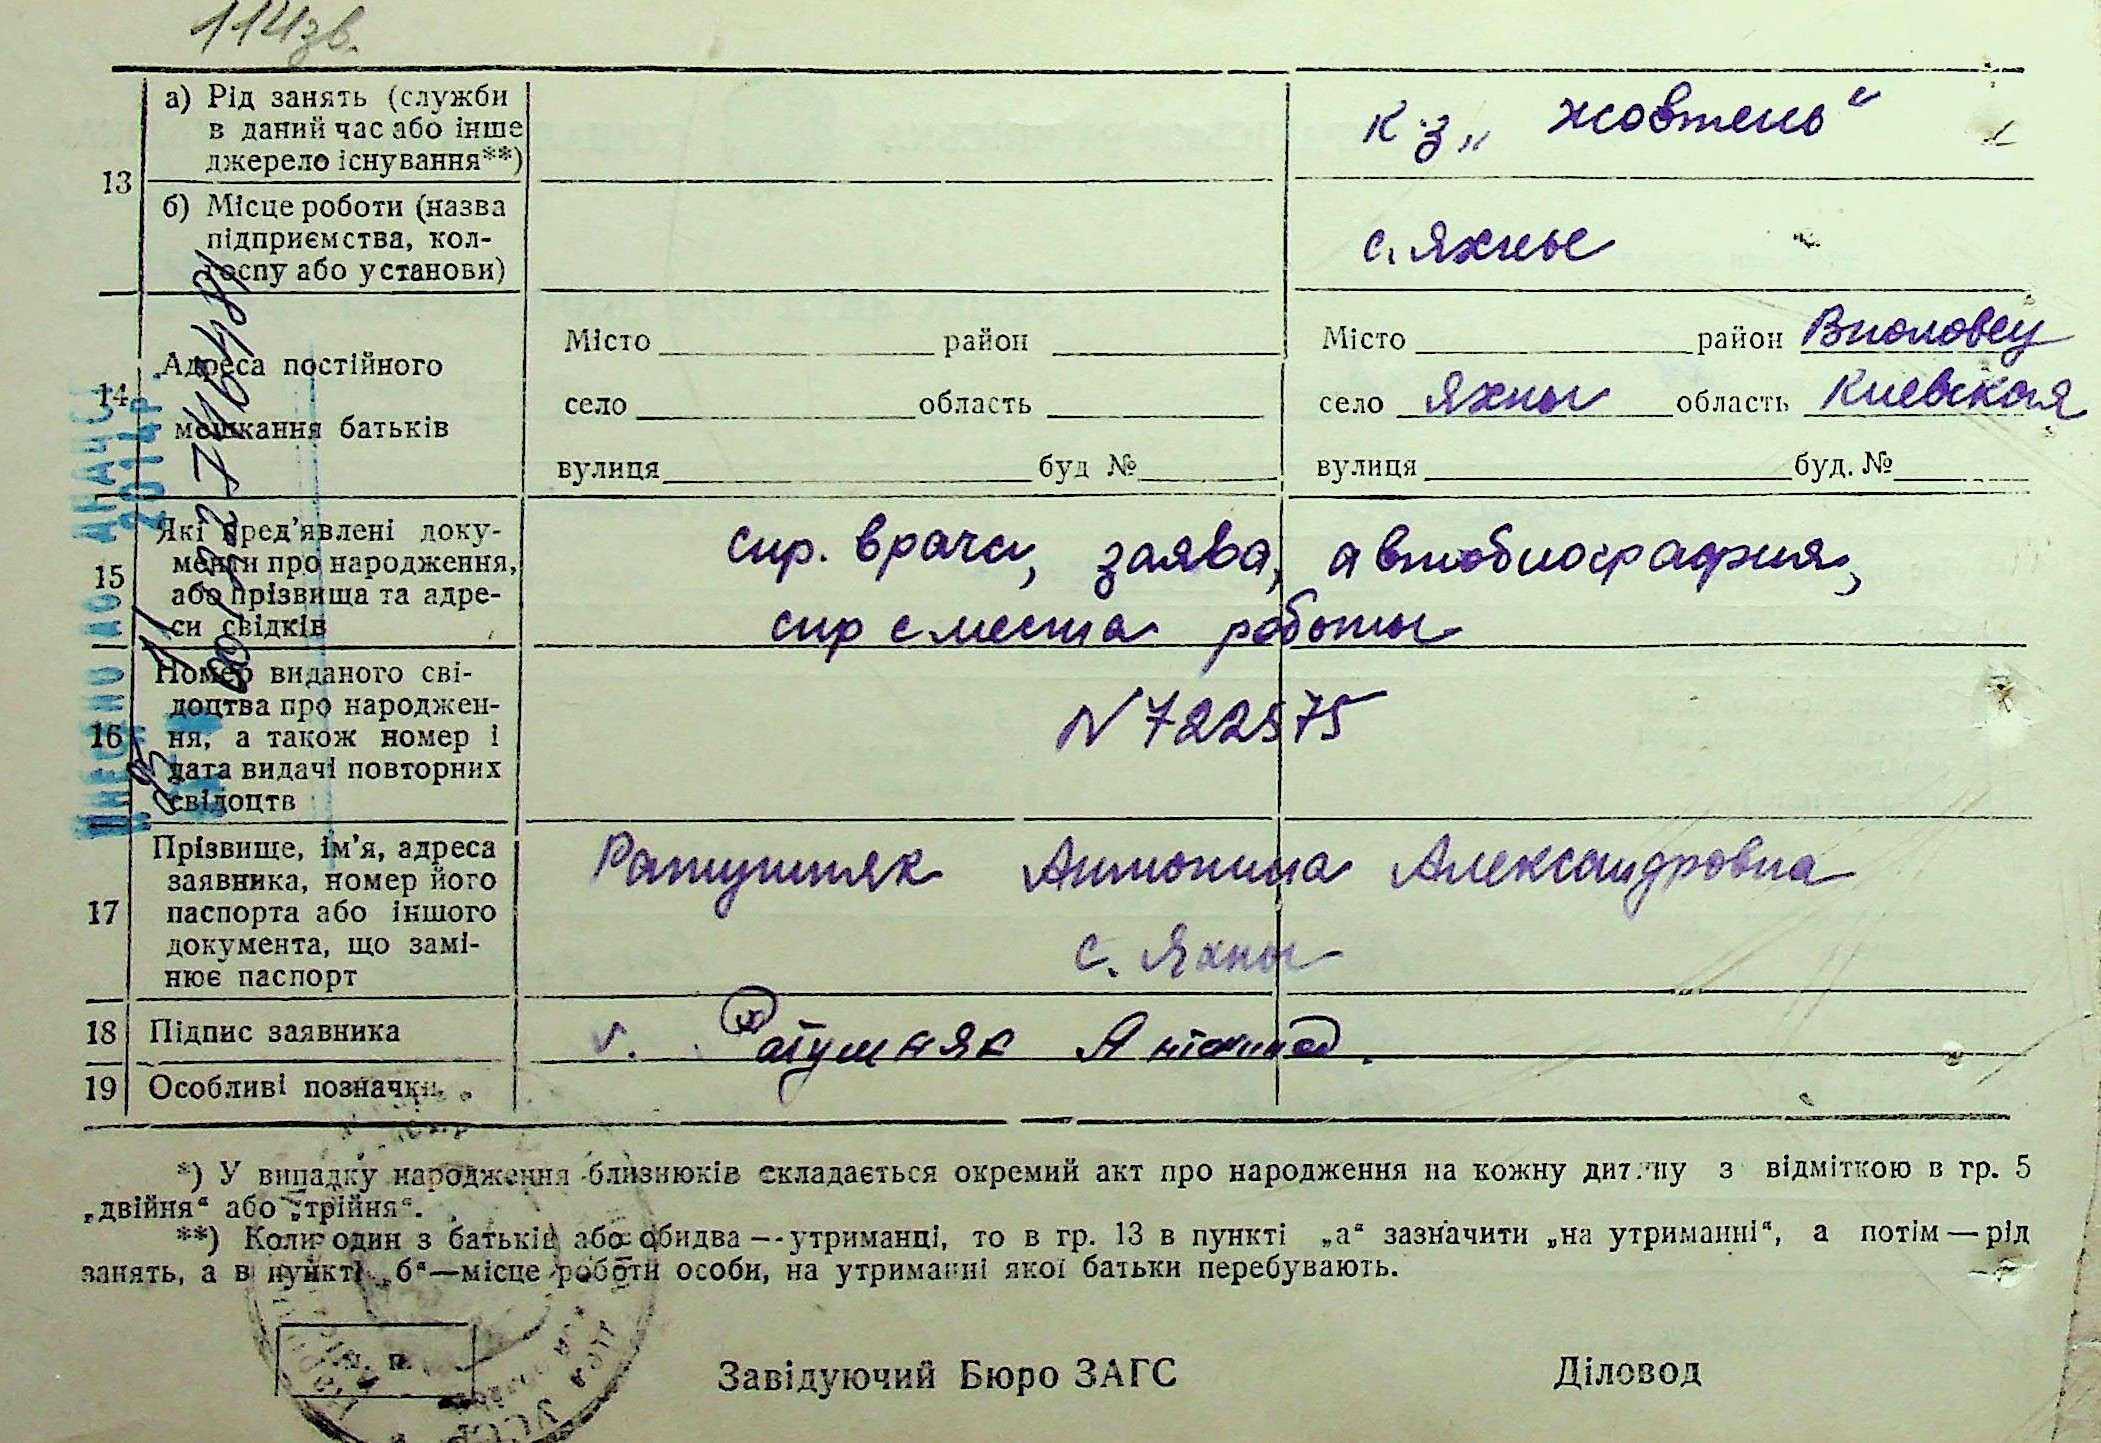 114зв.
13
а) Рід занять (служби
в даний час або інше
джерело існування**)
к-з „Жовтень“
б) Місце роботи (назва
підприємства, кол-
госпу або установи)
с. Яхны
14
Адреса постійного
мешкання батьків
Місто район
село область
вулиця буд №
Місто район
село Яхны область Киевская
вулиця буд. №
15
Які пред'явлені доку-
менти про народження,
або прізвища та адре-
си свідків
спр. врача, заява, автобиография,
спр с места работы
16
Номер виданого сві-
доцтва про народжен-
ня, а також номер і
дата видачі повторних
свідоцтв
N 722575
17
Прізвище, ім'я, адреса
заявника, номер його
паспорта або іншого
документа, що замі-
нює паспорт
Ратушняк Антонина Александровна
с. Яхны
18 Підпис заявника
v. Ратушняк Антонина
19 Особливі позначки
ВНЕСЕНО ДО ДРАЦС
2014 р.
*) У випадку народження близнюків складається окремий акт про народження на кожну дитину з відміткою в гр. 5
„двійня“ або „трійня“.
**) Коли один з батьків або обидва—утриманці, то в гр. 13 в пункті „а“ зазначити „на утриманні“, а потім—рід
занять, а в пункті „б“—місце роботи особи, на утриманні якої батьки перебувають.
м. п.
Завідуючий Бюро ЗАГС
Діловод